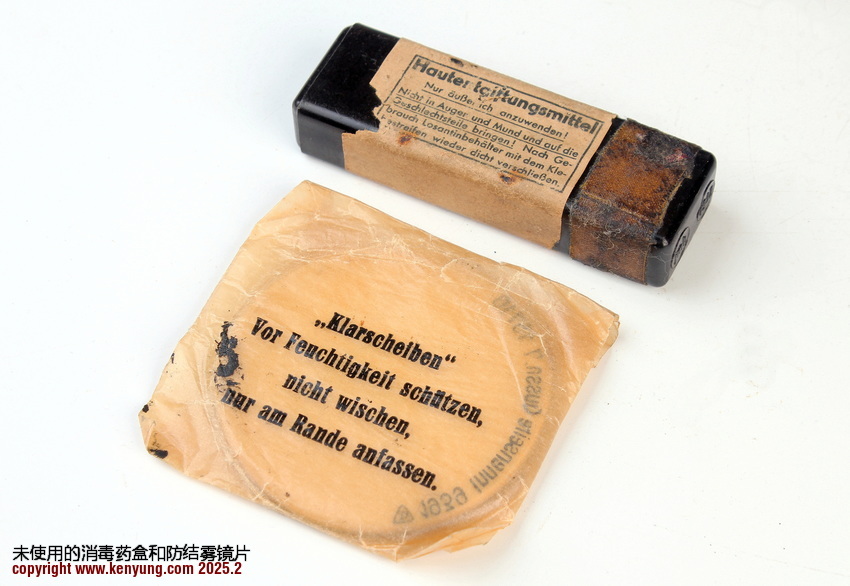 Hautentgiftungsmittel
Nur äußerlich anzuwenden!
Nicht in Augen und Mund und auf die
Geschlechtsteile bringen! Nach Ge-
brauch Losantinbehälter mit dem Kle-
bestreifen wieder dicht verschließen.
„Klarscheiben“
Vor Feuchtigkeit schützen,
nicht wischen,
nur am Rande anfassen.
1939 Innenseite
未使用的消毒药盒和防结雾镜片
copyright www.kenyung.com 2025.2